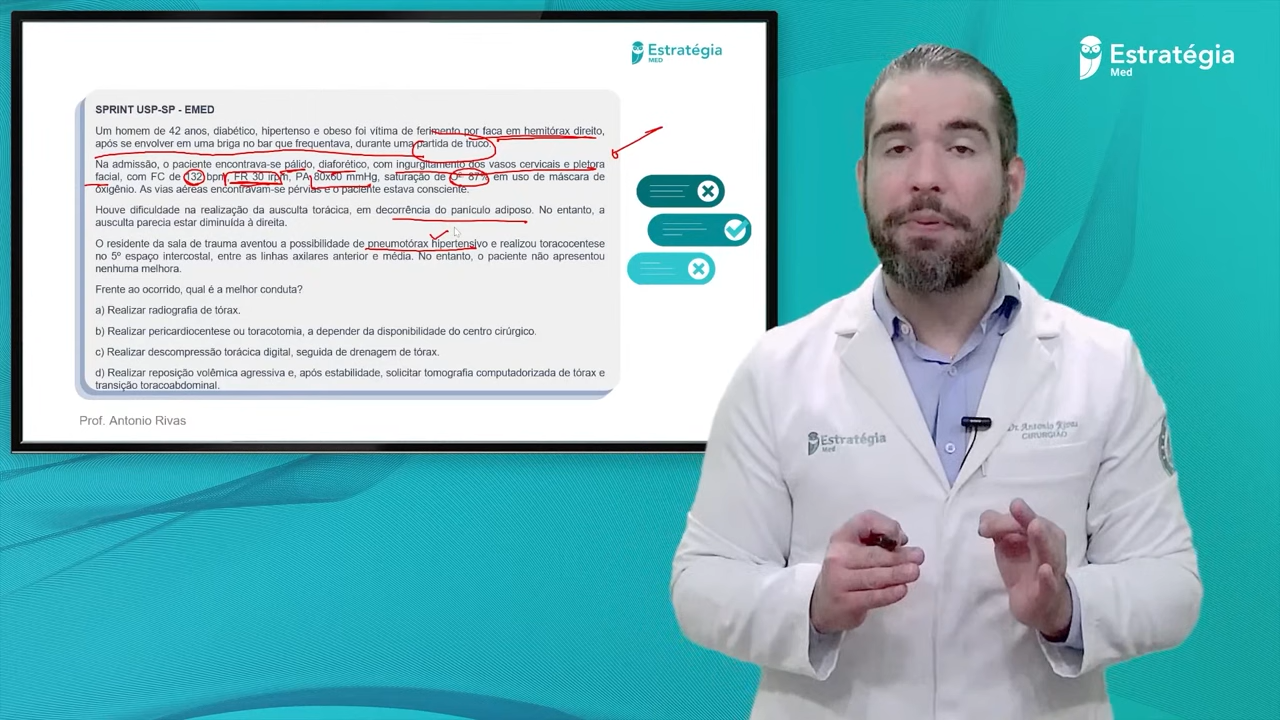 Estratégia
MED
SPRINT USP-SP - EMED
Um homem de 42 anos, diabético, hipertenso e obeso foi vítima de ferimento por faca em hemitórax direito,
após se envolver em uma briga no bar que frequentava, durante uma partida de truco.
Na admissão, o paciente encontrava-se pálido, diaforético, com ingurgitamento dos vasos cervicais e pletora
facial, com FC de 132 bpm, FR 30 irpm, PA 80x60 mmHg, saturação de O² 87% em uso de máscara de
oxigênio. As vias aéreas encontravam-se pérvias e o paciente estava consciente.
Houve dificuldade na realização da ausculta torácica, em decorrência do panículo adiposo. No entanto, a
ausculta parecia estar diminuída à direita.
O residente da sala de trauma aventou a possibilidade de pneumotórax hipertensivo e realizou toracocentese
no 5º espaço intercostal, entre as linhas axilares anterior e média. No entanto, o paciente não apresentou
nenhuma melhora.
Frente ao ocorrido, qual é a melhor conduta?
a) Realizar radiografia de tórax.
b) Realizar pericardiocentese ou toracotomia, a depender da disponibilidade do centro cirúrgico.
c) Realizar descompressão torácica digital, seguida de drenagem de tórax.
d) Realizar reposição volêmica agressiva e, após estabilidade, solicitar tomografia computadorizada de tórax e
transição toracoabdominal.
Prof. Antonio Rivas
Estratégia
Med
Estratégia
Med
Dr. Antonio Rivas
CIRURGIÃO